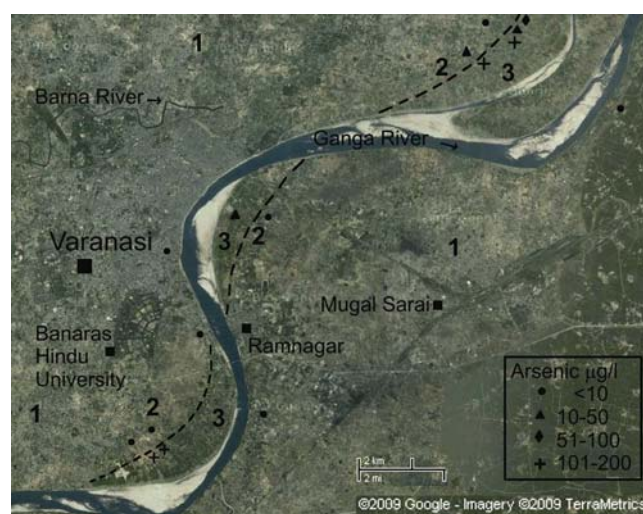 1
2
3
Barna River→
Ganga River →
3
2
1
Varanasi
Mugal Sarai
Ramnagar
Banaras
Hindu
University
1
2
3
Arsenic µg/l
<10
10-50
51-100
101-200
2 km
2 mi
©2009 Google - Imagery ©2009 TerraMetrics